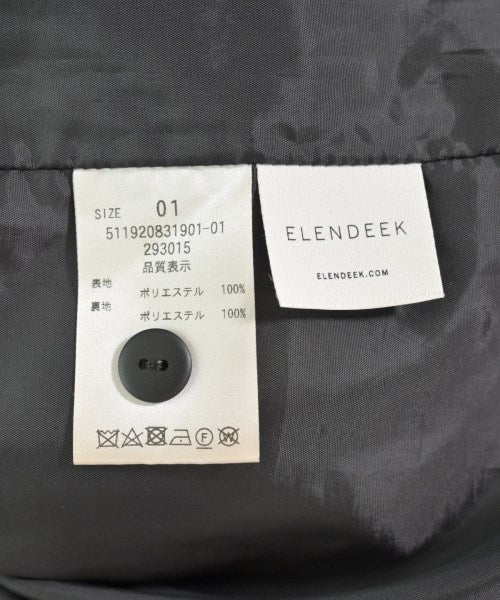 SIZE 01
511920831901-01
293015
品質表示
表地 ポリエステル 100%
裏地 ポリエステル 100%
ELENDEEK
ELENDEEK.COM